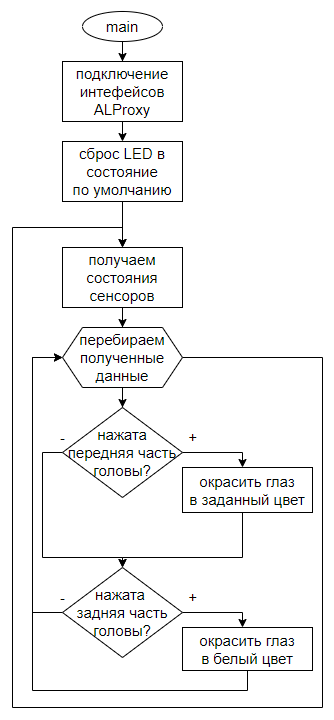 main
подключение
интефейсов
ALProxy
сброс LED в
состояние
по умолчанию
получаем
состояния
сенсоров
перебираем
полученные
данные
-
нажата
передняя часть
головы?
+
окрасить глаз
в заданный цвет
-
нажата
задняя часть
головы?
+
окрасить глаз
в белый цвет